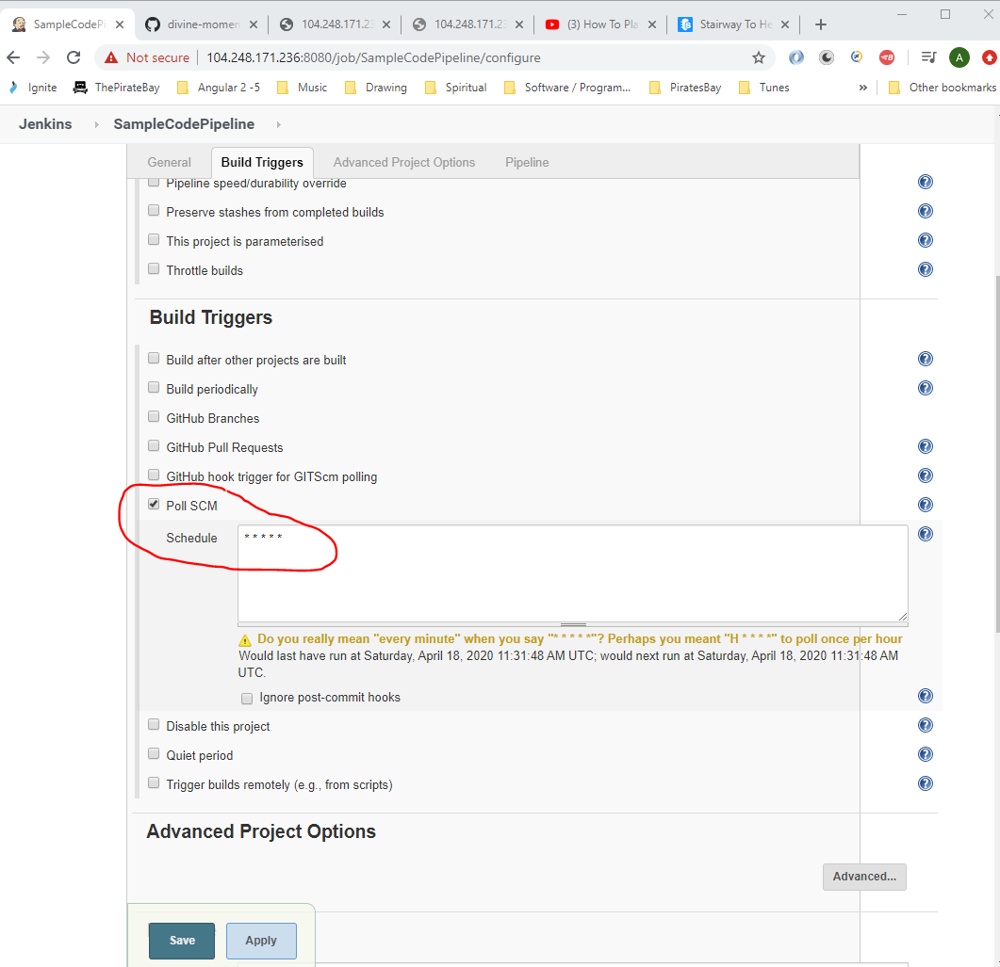 SampleCodePi
divine-momen
104.248.171.23
104.248.171.23
(3) How To Pla
Stairway To He
Not secure
104.248.171.236:8080/job/SampleCodePipeline/configure
A
Ignite
ThePirateBay
Angular 2 -5
Music
Drawing
Spiritual
Software / Program...
PiratesBay
Tunes
»
Other bookmarks
Jenkins
SampleCodePipeline
General
Build Triggers
Advanced Project Options
Pipeline
Pipeline speed/durability override
Preserve stashes from completed builds
This project is parameterised
Throttle builds
Build Triggers
Build after other projects are built
Build periodically
GitHub Branches
GitHub Pull Requests
GitHub hook trigger for GITScm polling
Poll SCM
Schedule
* * * * *
Do you really mean "every minute" when you say "* * * * *"? Perhaps you meant "H * * * *" to poll once per hour
Would last have run at Saturday, April 18, 2020 11:31:48 AM UTC; would next run at Saturday, April 18, 2020 11:31:48 AM
UTC.
Ignore post-commit hooks
Disable this project
Quiet period
Trigger builds remotely (e.g., from scripts)
Advanced Project Options
Advanced...
Save
Apply